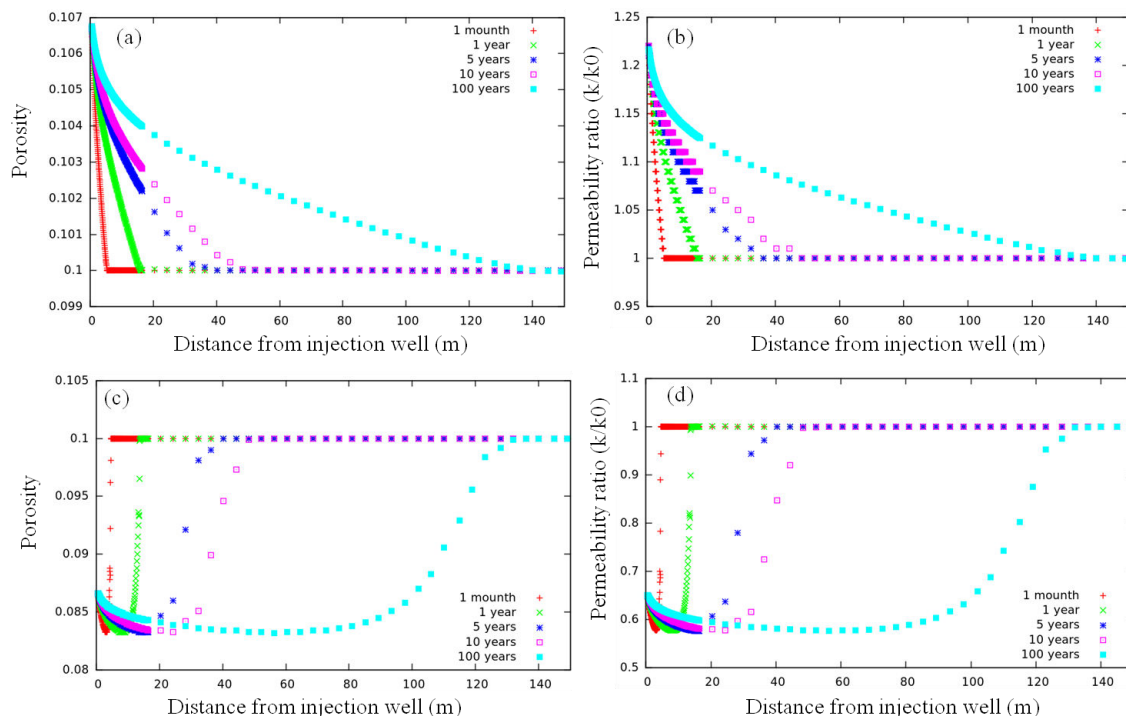 (a)
1 mounth
1 year
5 years
10 years
100 years
0.107
0.106
0.105
0.104
0.103
0.102
0.101
0.1
0.099
Porosity
0 20 40 60 80 100 120 140
Distance from injection well (m)
(b)
1 mounth
1 year
5 years
10 years
100 years
1.25
1.2
1.15
1.1
1.05
1
0.95
Permeability ratio (k/k0)
0 20 40 60 80 100 120 140
Distance from injection well (m)
(c)
0.105
0.1
0.095
0.09
0.085
0.08
Porosity
1 mounth
1 year
5 years
10 years
100 years
0 20 40 60 80 100 120 140
Distance from injection well (m)
(d)
1.1
1
0.9
0.8
0.7
0.6
0.5
Permeability ratio (k/k0)
1 mounth
1 year
5 years
10 years
100 years
0 20 40 60 80 100 120 140
Distance from injection well (m)